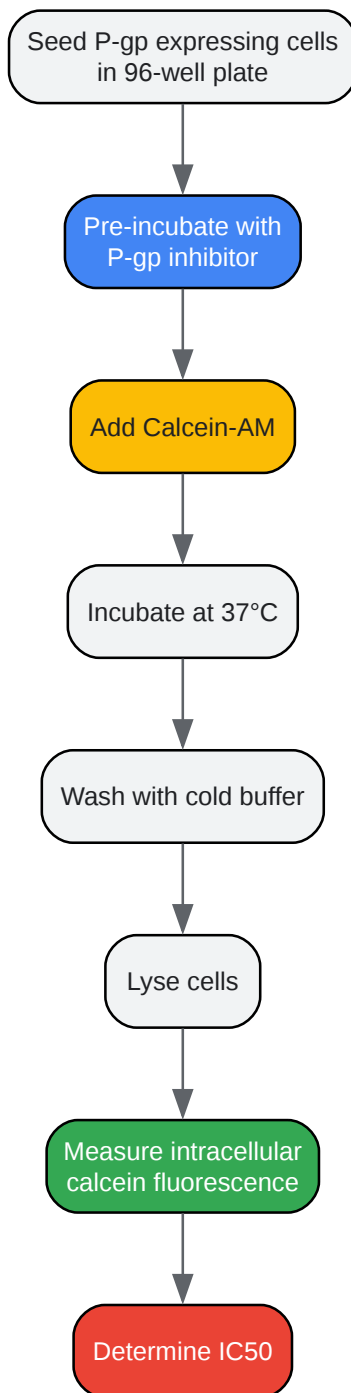 Seed P-gp expressing cells
in 96-well plate
Pre-incubate with
P-gp inhibitor
Add Calcein-AM
Incubate at 37°C
Wash with cold buffer
Lyse cells
Measure intracellular
calcein fluorescence
Determine IC50